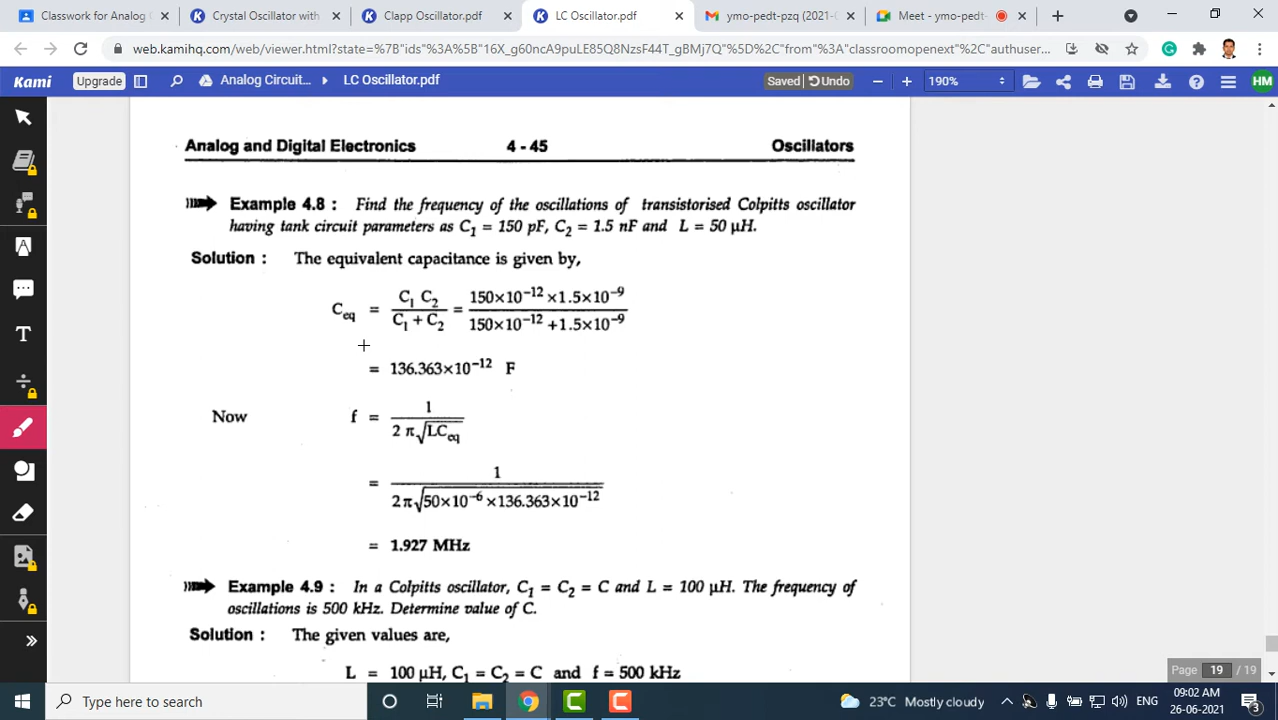 Classwork for Analog C
Crystal Oscillator with
Clapp Oscillator.pdf
LC Oscillator.pdf
ymo-pedt-pzq (2021-
Meet - ymo-pedt-
web.kamihq.com/web/viewer.html?state=%7B"ids"%3A%5B"16X_g60ncA9puLE85Q8NzsF44T_gBMj7Q"%5D%2C"from"%3A"classroomopenext"%2C"authuser...
Kami
Upgrade
Analog Circuit...
LC Oscillator.pdf
Saved
Undo
190%
HM
Analog and Digital Electronics 4 - 45 Oscillators
Example 4.8 : Find the frequency of the oscillations of transistorised Colpitts oscillator
having tank circuit parameters as C₁ = 150 pF, C₂ = 1.5 nF and L = 50 μH.
Solution : The equivalent capacitance is given by,
C_eq = C₁ C₂ / C₁ + C₂ = 150×10⁻¹² ×1.5×10⁻⁹ / 150×10⁻¹² +1.5×10⁻⁹
= 136.363×10⁻¹² F
Now f = 1 / 2 π√LC_eq
= 1 / 2π√50×10⁻⁶ ×136.363×10⁻¹²
= 1.927 MHz
Example 4.9 : In a Colpitts oscillator, C₁ = C₂ = C and L = 100 μH. The frequency of
oscillations is 500 kHz. Determine value of C.
Solution : The given values are,
L = 100 μH, C₁ = C₂ = C and f = 500 kHz
Page 19 / 19
Type here to search
23°C Mostly cloudy
ENG
09:02 AM
26-06-2021
3